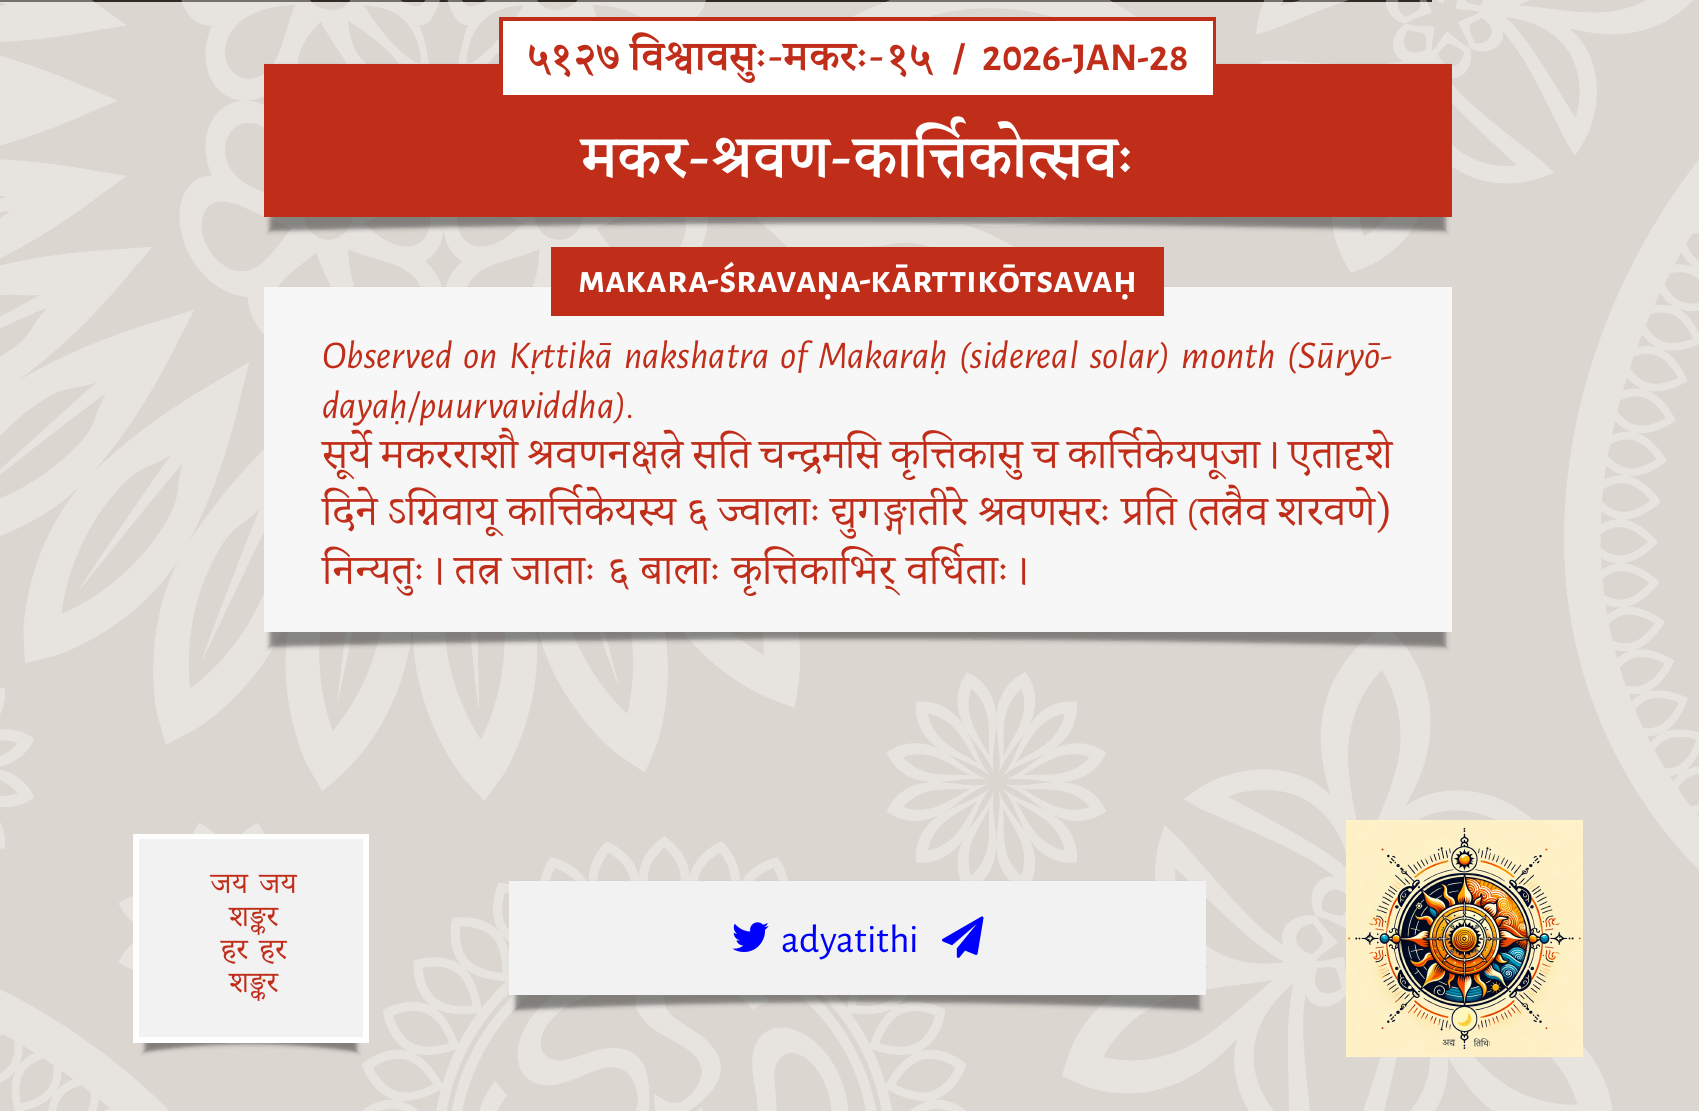 ५१२७ विश्वावसुः-मकरः-१५ / 2026-JAN-28
मकर-श्रवण-कार्त्तिकोत्सवः
MAKARA-ŚRAVAṆA-KĀRTTIKŌTSAVAḤ
Observed on Kṛttikā nakshatra of Makaraḥ (sidereal solar) month (Sūryō-
dayaḥ/puurvaviddha).
सूर्ये मकरराशौ श्रवणनक्षत्रे सति चन्द्रमसि कृत्तिकासु च कार्त्तिकेयपूजा । एतादृशे
दिने ऽग्निवायू कार्त्तिकेयस्य ६ ज्वालाः द्युगङ्गातीरे श्रवणसरः प्रति (तत्रैव शरवणे)
निन्यतुः । तत्र जाताः ६ बालाः कृत्तिकाभिर् वर्धिताः ।
जय जय
शङ्कर
हर हर
शङ्कर
adyatithi
अद्य तिथिः